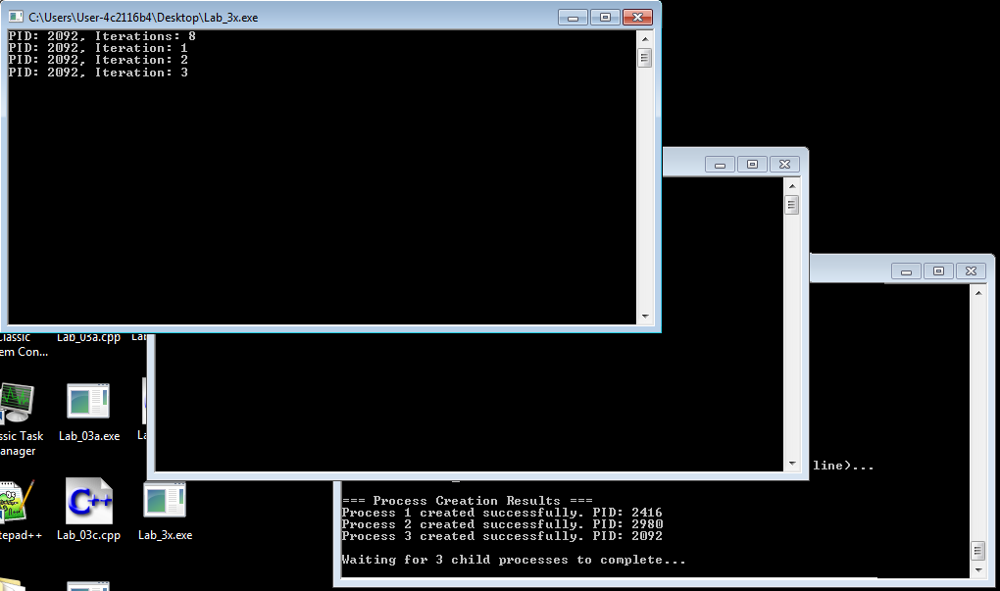 C:\Users\User-4c2116b4\Desktop\Lab_3x.exe
PID: 2092, Iterations: 8
PID: 2092, Iteration: 1
PID: 2092, Iteration: 2
PID: 2092, Iteration: 3
line)...
=== Process Creation Results ===
Process 1 created successfully. PID: 2416
Process 2 created successfully. PID: 2980
Process 3 created successfully. PID: 2092
Waiting for 3 child processes to complete...
lassic
em Con...
Lab_03a.cpp
La
ssic Task
anager
Lab_03a.exe
La
tepad++
C++
Lab_03c.cpp
Lab_3x.exe